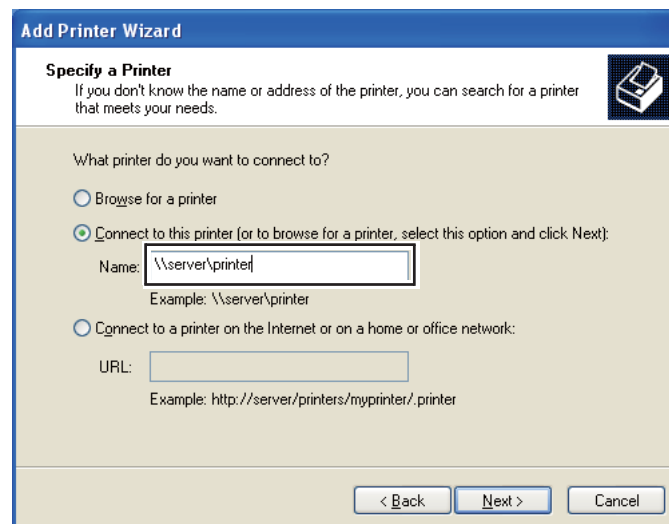 Add Printer Wizard
Specify a Printer
If you don't know the name or address of the printer, you can search for a printer
that meets your needs.
What printer do you want to connect to?
Browse for a printer
Connect to this printer (or to browse for a printer, select this option and click Next):
Name: \\server\printer
Example: \\server\printer
Connect to a printer on the Internet or on a home or office network:
URL:
Example: http://server/printers/myprinter/.printer
< Back Next > Cancel